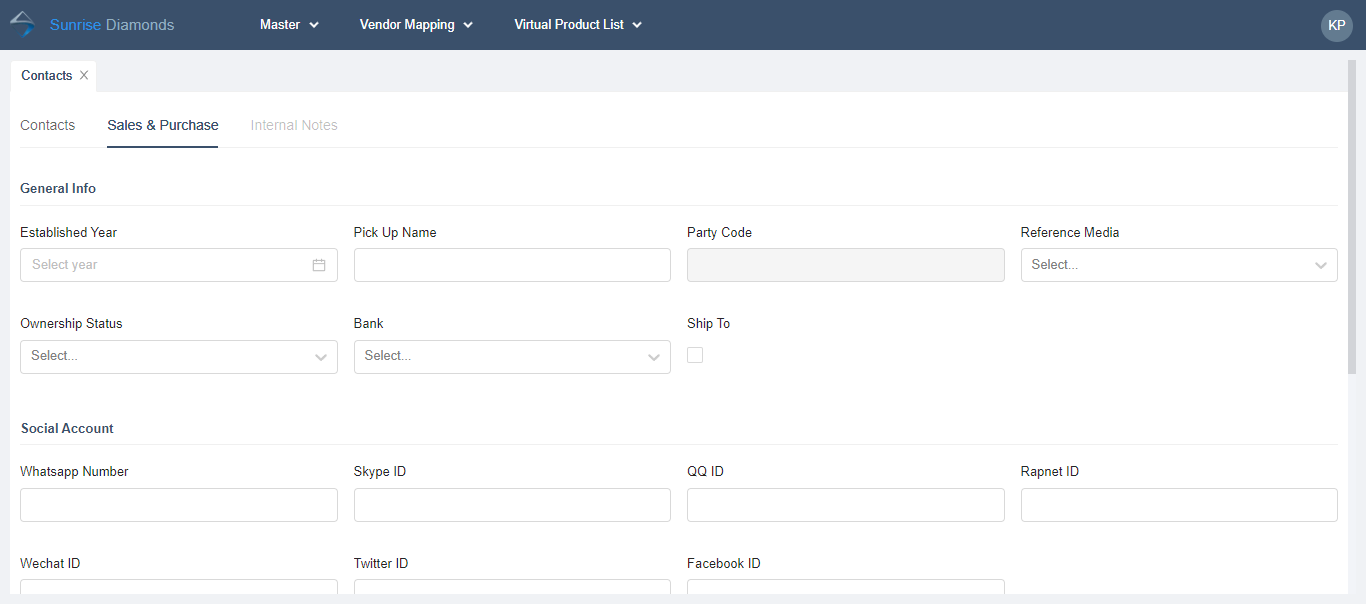 Sunrise Diamonds
Master
Vendor Mapping
Virtual Product List
KP
Contacts
Contacts
Sales & Purchase
Internal Notes
General Info
Established Year
Pick Up Name
Party Code
Reference Media
Select year
Select...
Ownership Status
Bank
Ship To
Select...
Select...
Social Account
Whatsapp Number
Skype ID
QQ ID
Rapnet ID
Wechat ID
Twitter ID
Facebook ID